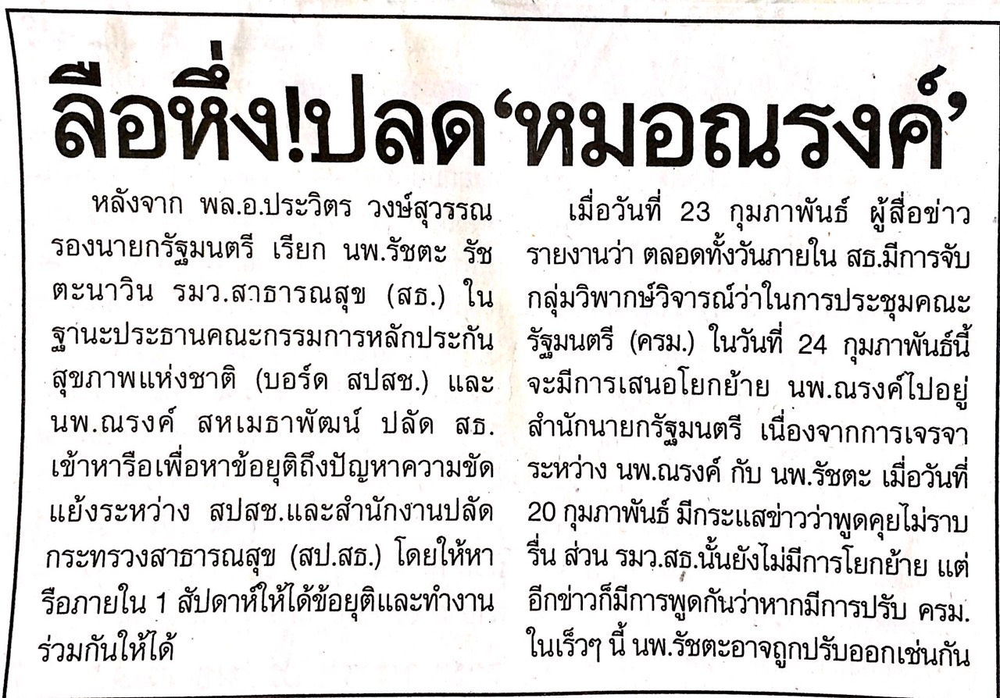 ลือหึ่ง!ปลด‘หมอณรงค์’
หลังจาก พล.อ.ประวิตร วงษ์สุวรรณ
รองนายกรัฐมนตรี เรียก นพ.รัชตะ รัช
ตะนาวิน รมว.สาธารณสุข (สธ.) ใน
ฐานะประธานคณะกรรมการหลักประกัน
สุขภาพแห่งชาติ (บอร์ด สปสช.) และ
นพ.ณรงค์ สหเมธาพัฒน์ ปลัด สธ.
เข้าหารือเพื่อหาข้อยุติถึงปัญหาความขัด
แย้งระหว่าง สปสช.และสำนักงานปลัด
กระทรวงสาธารณสุข (สป.สธ.) โดยให้หา
รือภายใน 1 สัปดาห์ให้ได้ข้อยุติและทำงาน
ร่วมกันให้ได้
เมื่อวันที่ 23 กุมภาพันธ์ ผู้สื่อข่าว
รายงานว่า ตลอดทั้งวันภายใน สธ.มีการจับ
กลุ่มวิพากษ์วิจารณ์ว่าในการประชุมคณะ
รัฐมนตรี (ครม.) ในวันที่ 24 กุมภาพันธ์นี้
จะมีการเสนอโยกย้าย นพ.ณรงค์ไปอยู่
สำนักนายกรัฐมนตรี เนื่องจากการเจรจา
ระหว่าง นพ.ณรงค์ กับ นพ.รัชตะ เมื่อวันที่
20 กุมภาพันธ์ มีกระแสข่าวว่าพูดคุยไม่ราบ
รื่น ส่วน รมว.สธ.นั้นยังไม่มีการโยกย้าย แต่
อีกข่าวก็มีการพูดกันว่าหากมีการปรับ ครม.
ในเร็วๆ นี้ นพ.รัชตะอาจถูกปรับออกเช่นกัน